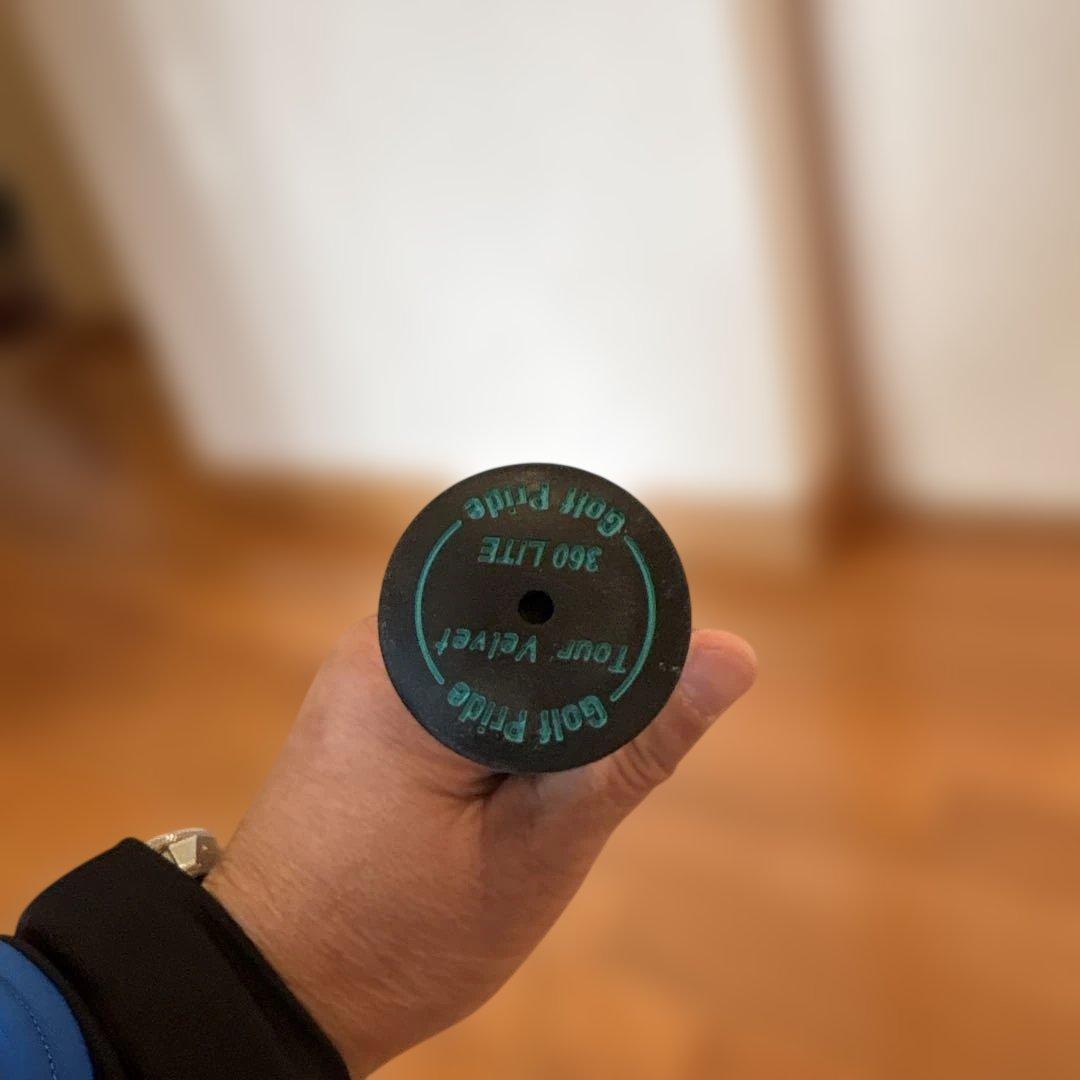 Golf Pride
Tour Velvet
360 LITE
Golf Pride